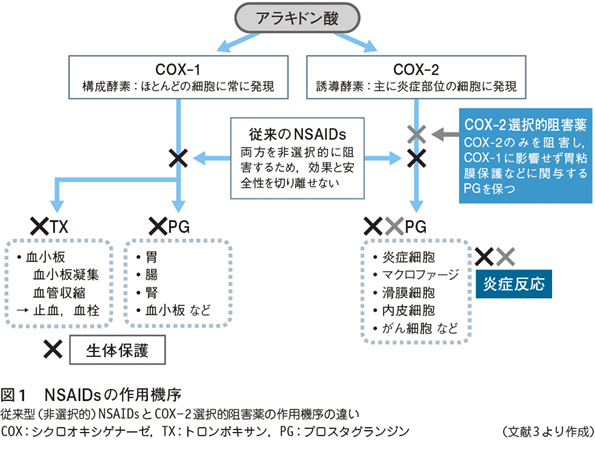 アラキドン酸
COX-1
構成酵素：ほとんどの細胞に常に発現
COX-2
誘導酵素：主に炎症部位の細胞に発現
従来のNSAIDs
両方を非選択的に阻
害するため，効果と安
全性を切り離せない
COX-2選択的阻害薬
COX-2のみを阻害し，
COX-1に影響せず胃粘
膜保護などに関与する
PGを保つ
TX
・血小板
血小板凝集
血管収縮
→ 止血，血栓
PG
・胃
・腸
・腎
・血小板 など
PG
・炎症細胞
・マクロファージ
・滑膜細胞
・内皮細胞
・がん細胞 など
炎症反応
生体保護
図1 NSAIDsの作用機序
従来型（非選択的）NSAIDsとCOX-2選択的阻害薬の作用機序の違い
COX：シクロオキシゲナーゼ，TX：トロンボキサン，PG：プロスタグランジン
（文献3より作成）